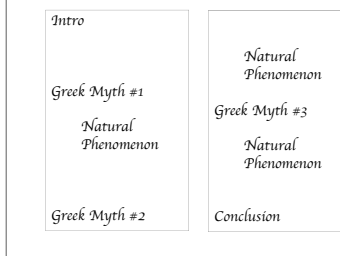 Intro
Greek Myth #1
Natural
Phenomenon
Greek Myth #2
Natural
Phenomenon
Greek Myth #3
Natural
Phenomenon
Conclusion